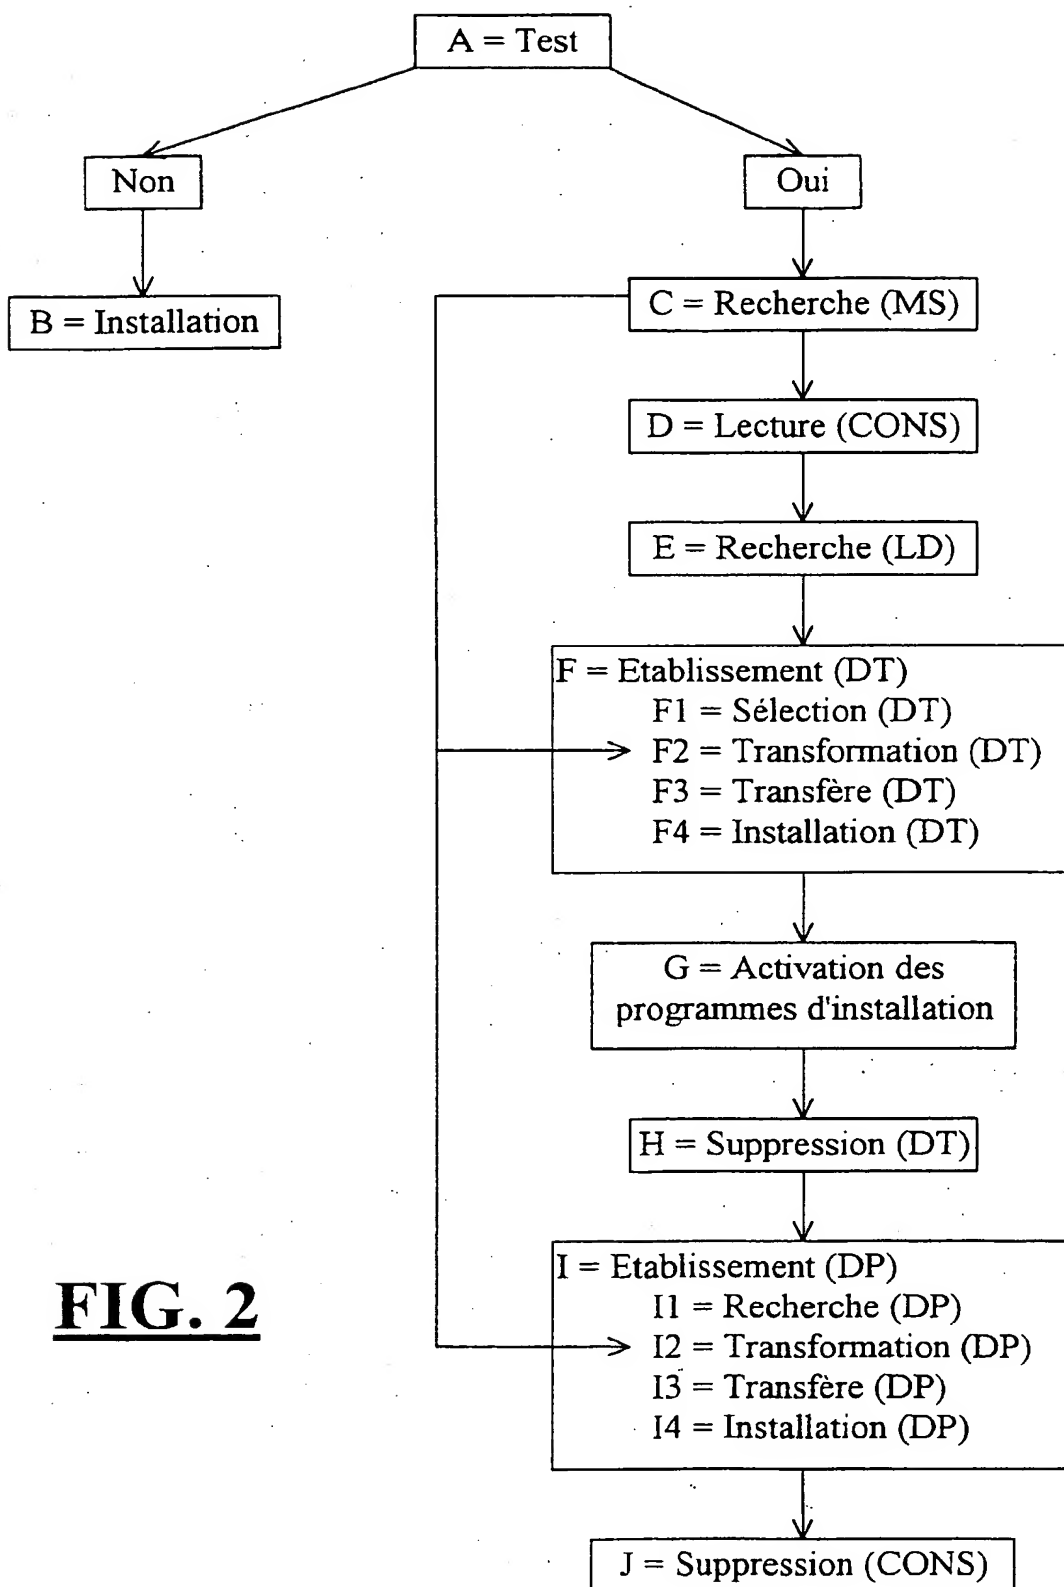 A = Test
Non
Oui
B = Installation
C = Recherche (MS)
D = Lecture (CONS)
E = Recherche (LD)
F = Etablissement (DT)
F1 = Sélection (DT)
F2 = Transformation (DT)
F3 = Transfère (DT)
F4 = Installation (DT)
G = Activation des
programmes d'installation
H = Suppression (DT)
I = Etablissement (DP)
I1 = Recherche (DP)
I2 = Transformation (DP)
I3 = Transfère (DP)
I4 = Installation (DP)
FIG. 2
J = Suppression (CONS)